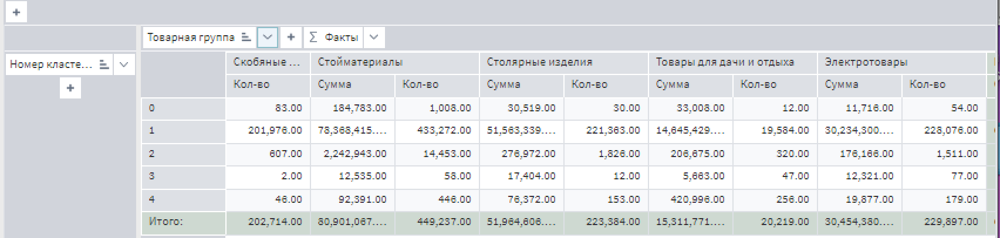 +
Товарная группа + Σ Факты
Номер класте...
+
Скобяные ... Стойматериалы Столярные изделия Товары для дачи и отдыха Электротовары
Кол-во Сумма Кол-во Сумма Кол-во Сумма Кол-во Сумма Кол-во
0 83.00 184,783.00 1,008.00 30,519.00 30.00 33,008.00 12.00 11,716.00 54.00
1 201,976.00 78,368,415.... 433,272.00 51,563,339.... 221,363.00 14,645,429.... 19,584.00 30,234,300.... 228,076.00
2 607.00 2,242,943.00 14,453.00 276,972.00 1,826.00 206,675.00 320.00 176,166.00 1,511.00
3 2.00 12,535.00 58.00 17,404.00 12.00 5,663.00 47.00 12,321.00 77.00
4 46.00 92,391.00 446.00 76,372.00 153.00 420,996.00 256.00 19,877.00 179.00
Итого: 202,714.00 80,901,067.... 449,237.00 51,964,606.... 223,384.00 15,311,771.... 20,219.00 30,454,380.... 229,897.00